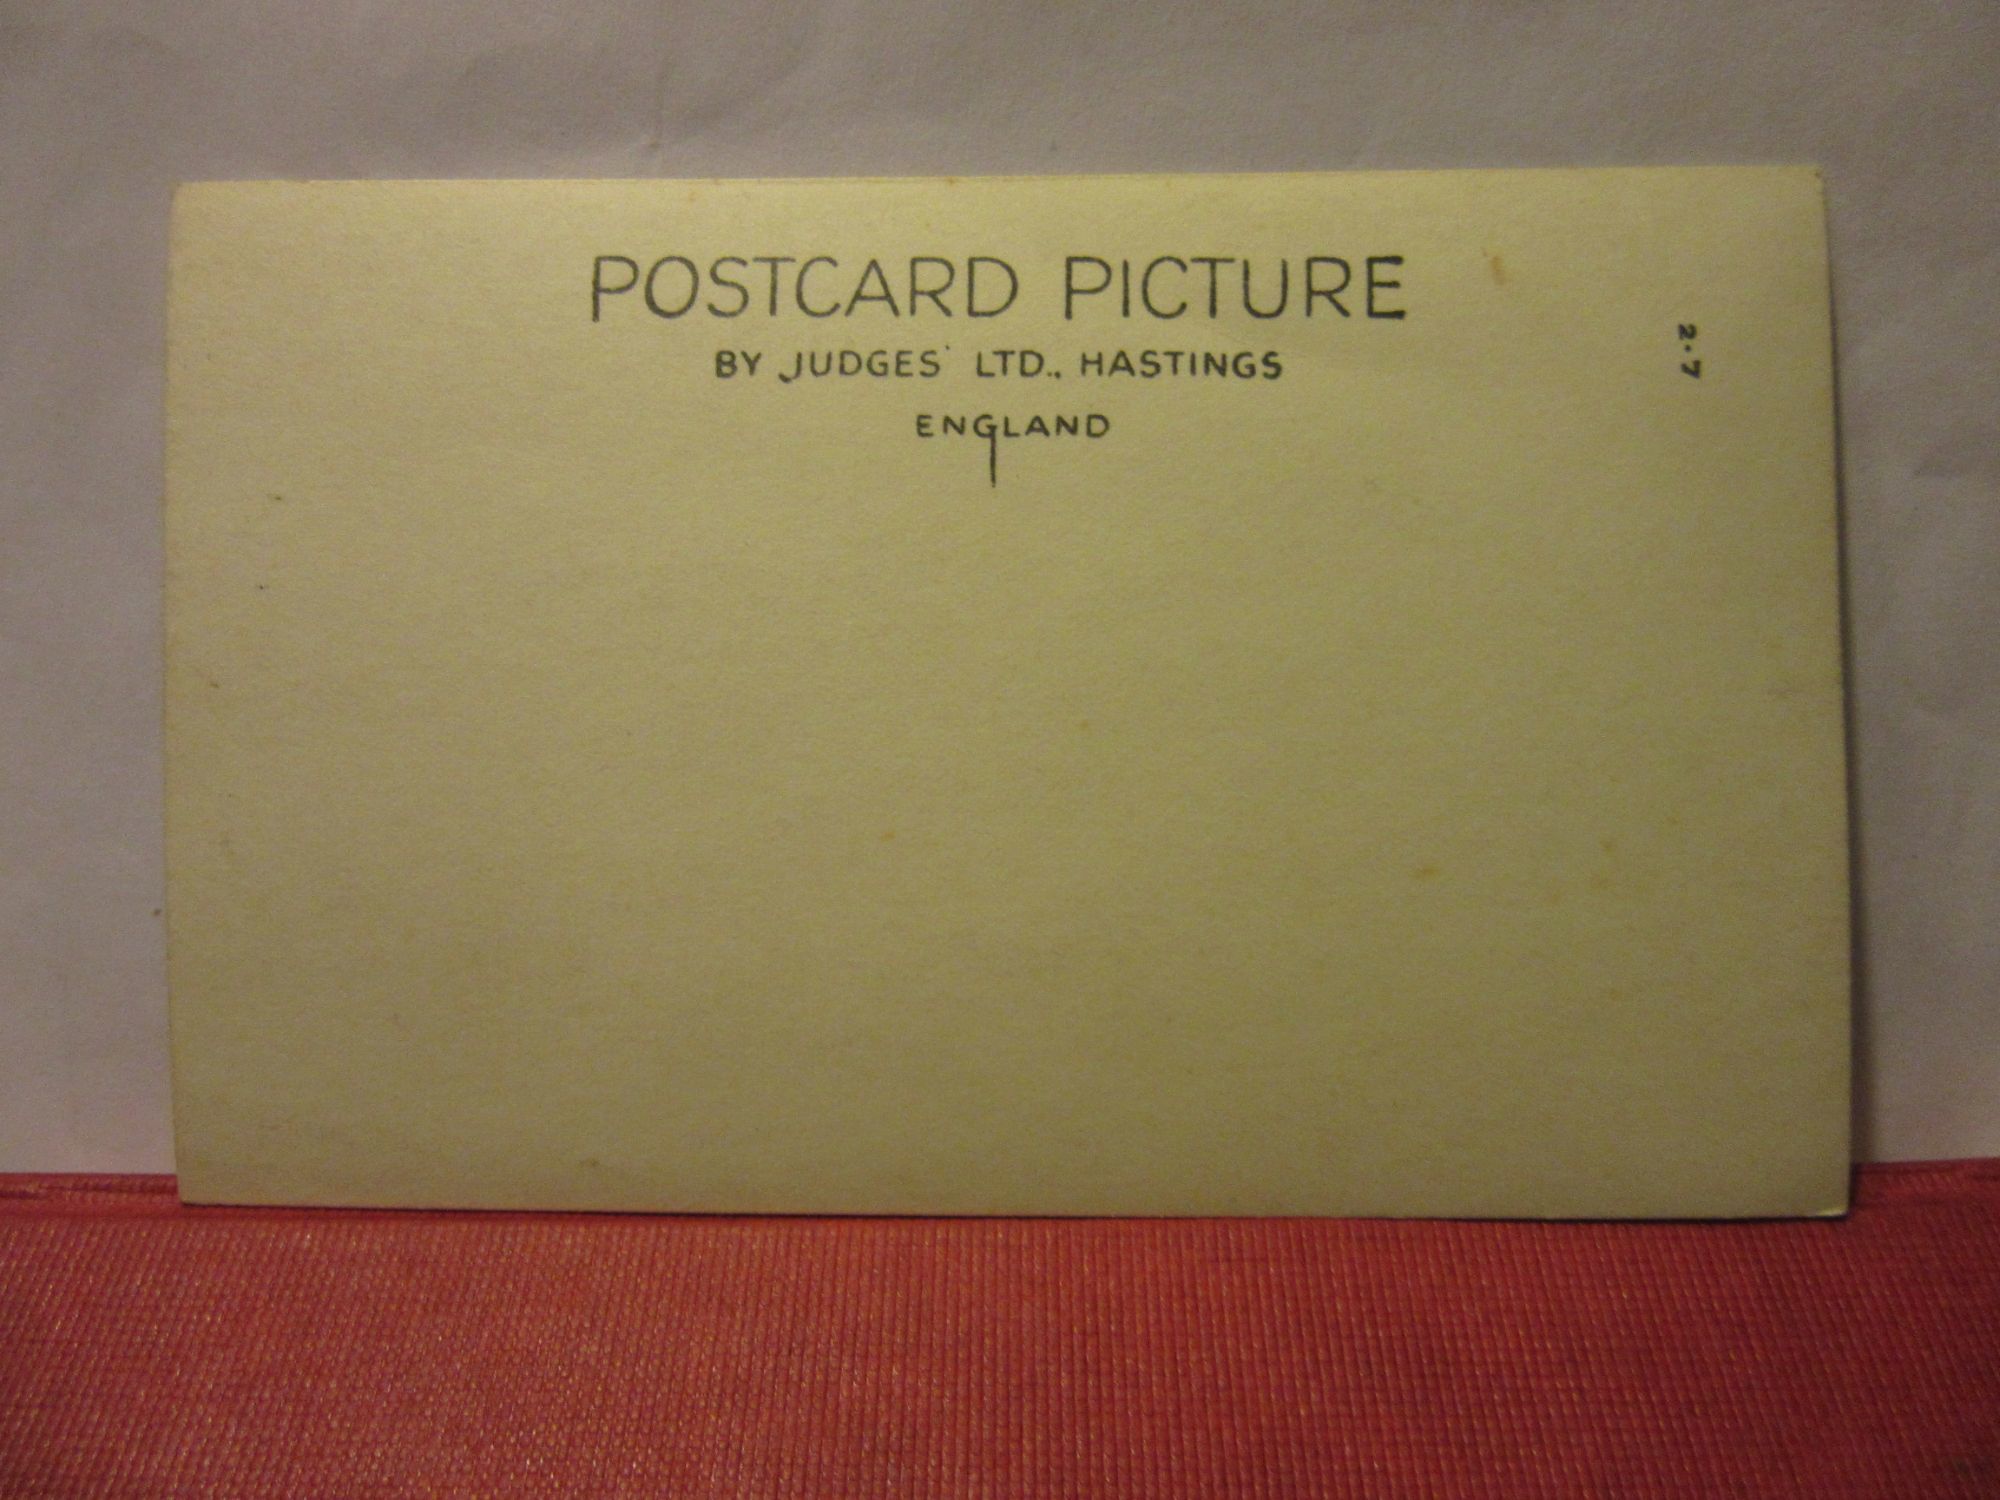 POSTCARD PICTURE
BY JUDGES' LTD., HASTINGS
ENGLAND
2·7